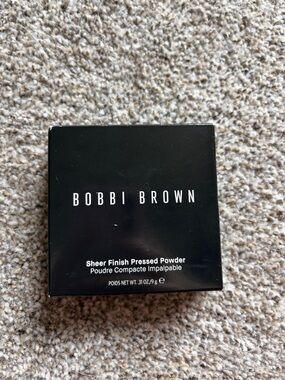 BOBBI BROWN
Sheer Finish Pressed Powder
Poudre Compacte Impalpable
POIDS NET WT. .31 OZ./9 g ℮